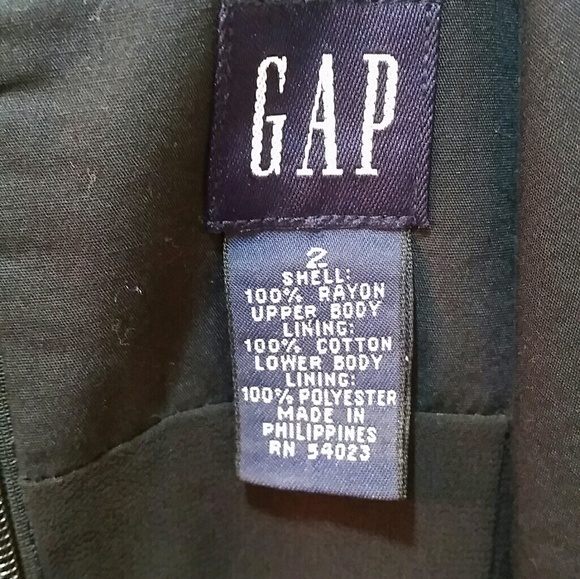 GAP
2
SHELL:
100% RAYON
UPPER BODY
LINING:
100% COTTON
LOWER BODY
LINING:
100% POLYESTER
MADE IN
PHILIPPINES
RN 54023